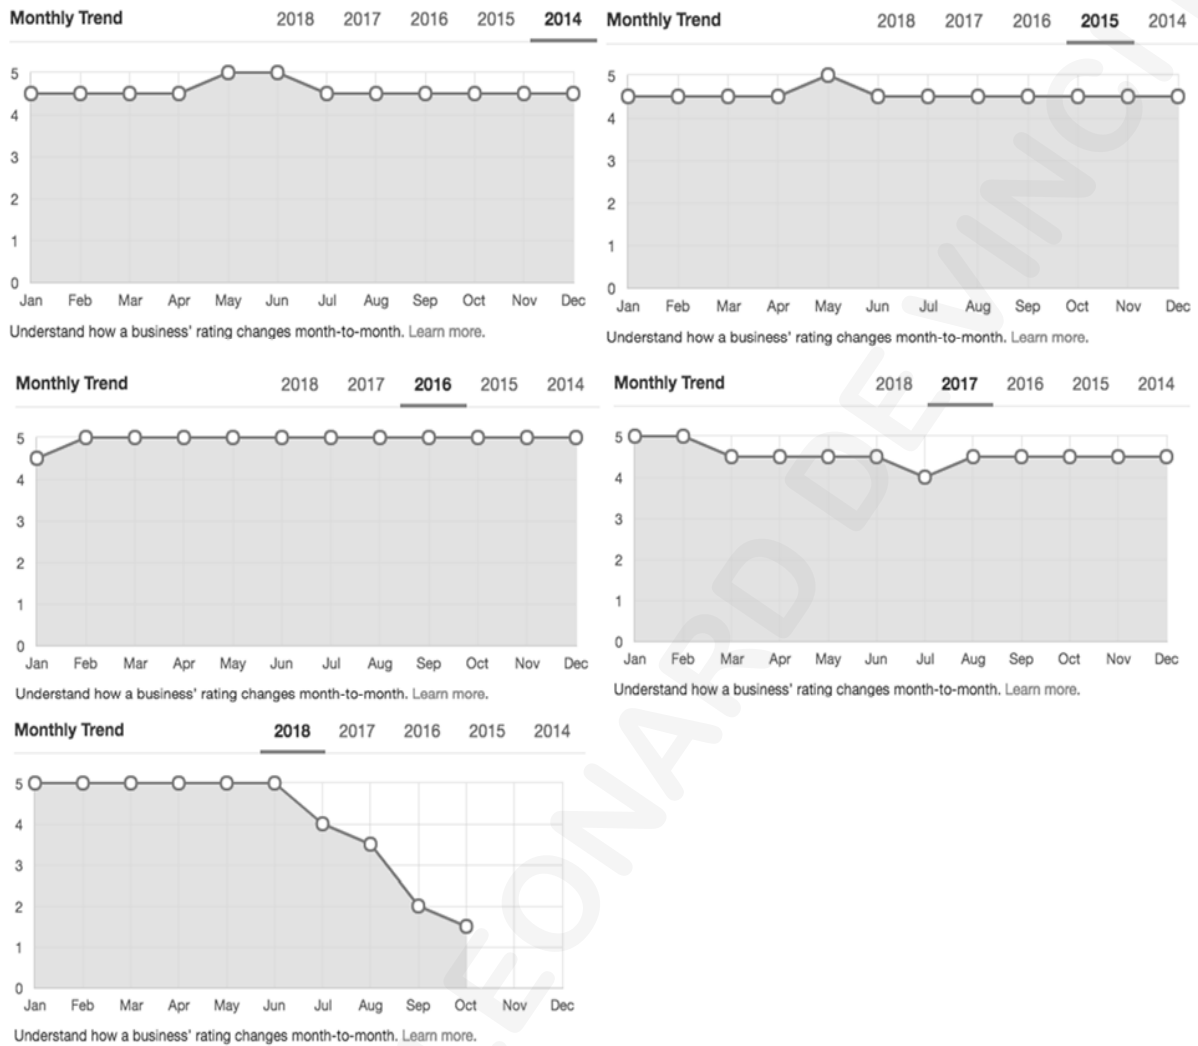 Monthly Trend 2018 2017 2016 2015 2014
5
4
3
2
1
0
Jan Feb Mar Apr May Jun Jul Aug Sep Oct Nov Dec
Understand how a business' rating changes month-to-month. Learn more.
Monthly Trend 2018 2017 2016 2015 2014
5
4
3
2
1
0
Jan Feb Mar Apr May Jun Jul Aug Sep Oct Nov Dec
Understand how a business' rating changes month-to-month. Learn more.
Monthly Trend 2018 2017 2016 2015 2014
5
4
3
2
1
0
Jan Feb Mar Apr May Jun Jul Aug Sep Oct Nov Dec
Understand how a business' rating changes month-to-month. Learn more.
Monthly Trend 2018 2017 2016 2015 2014
5
4
3
2
1
0
Jan Feb Mar Apr May Jun Jul Aug Sep Oct Nov Dec
Understand how a business' rating changes month-to-month. Learn more.
Monthly Trend 2018 2017 2016 2015 2014
5
4
3
2
1
0
Jan Feb Mar Apr May Jun Jul Aug Sep Oct Nov Dec
Understand how a business' rating changes month-to-month. Learn more.
LEONARD DE VINCI